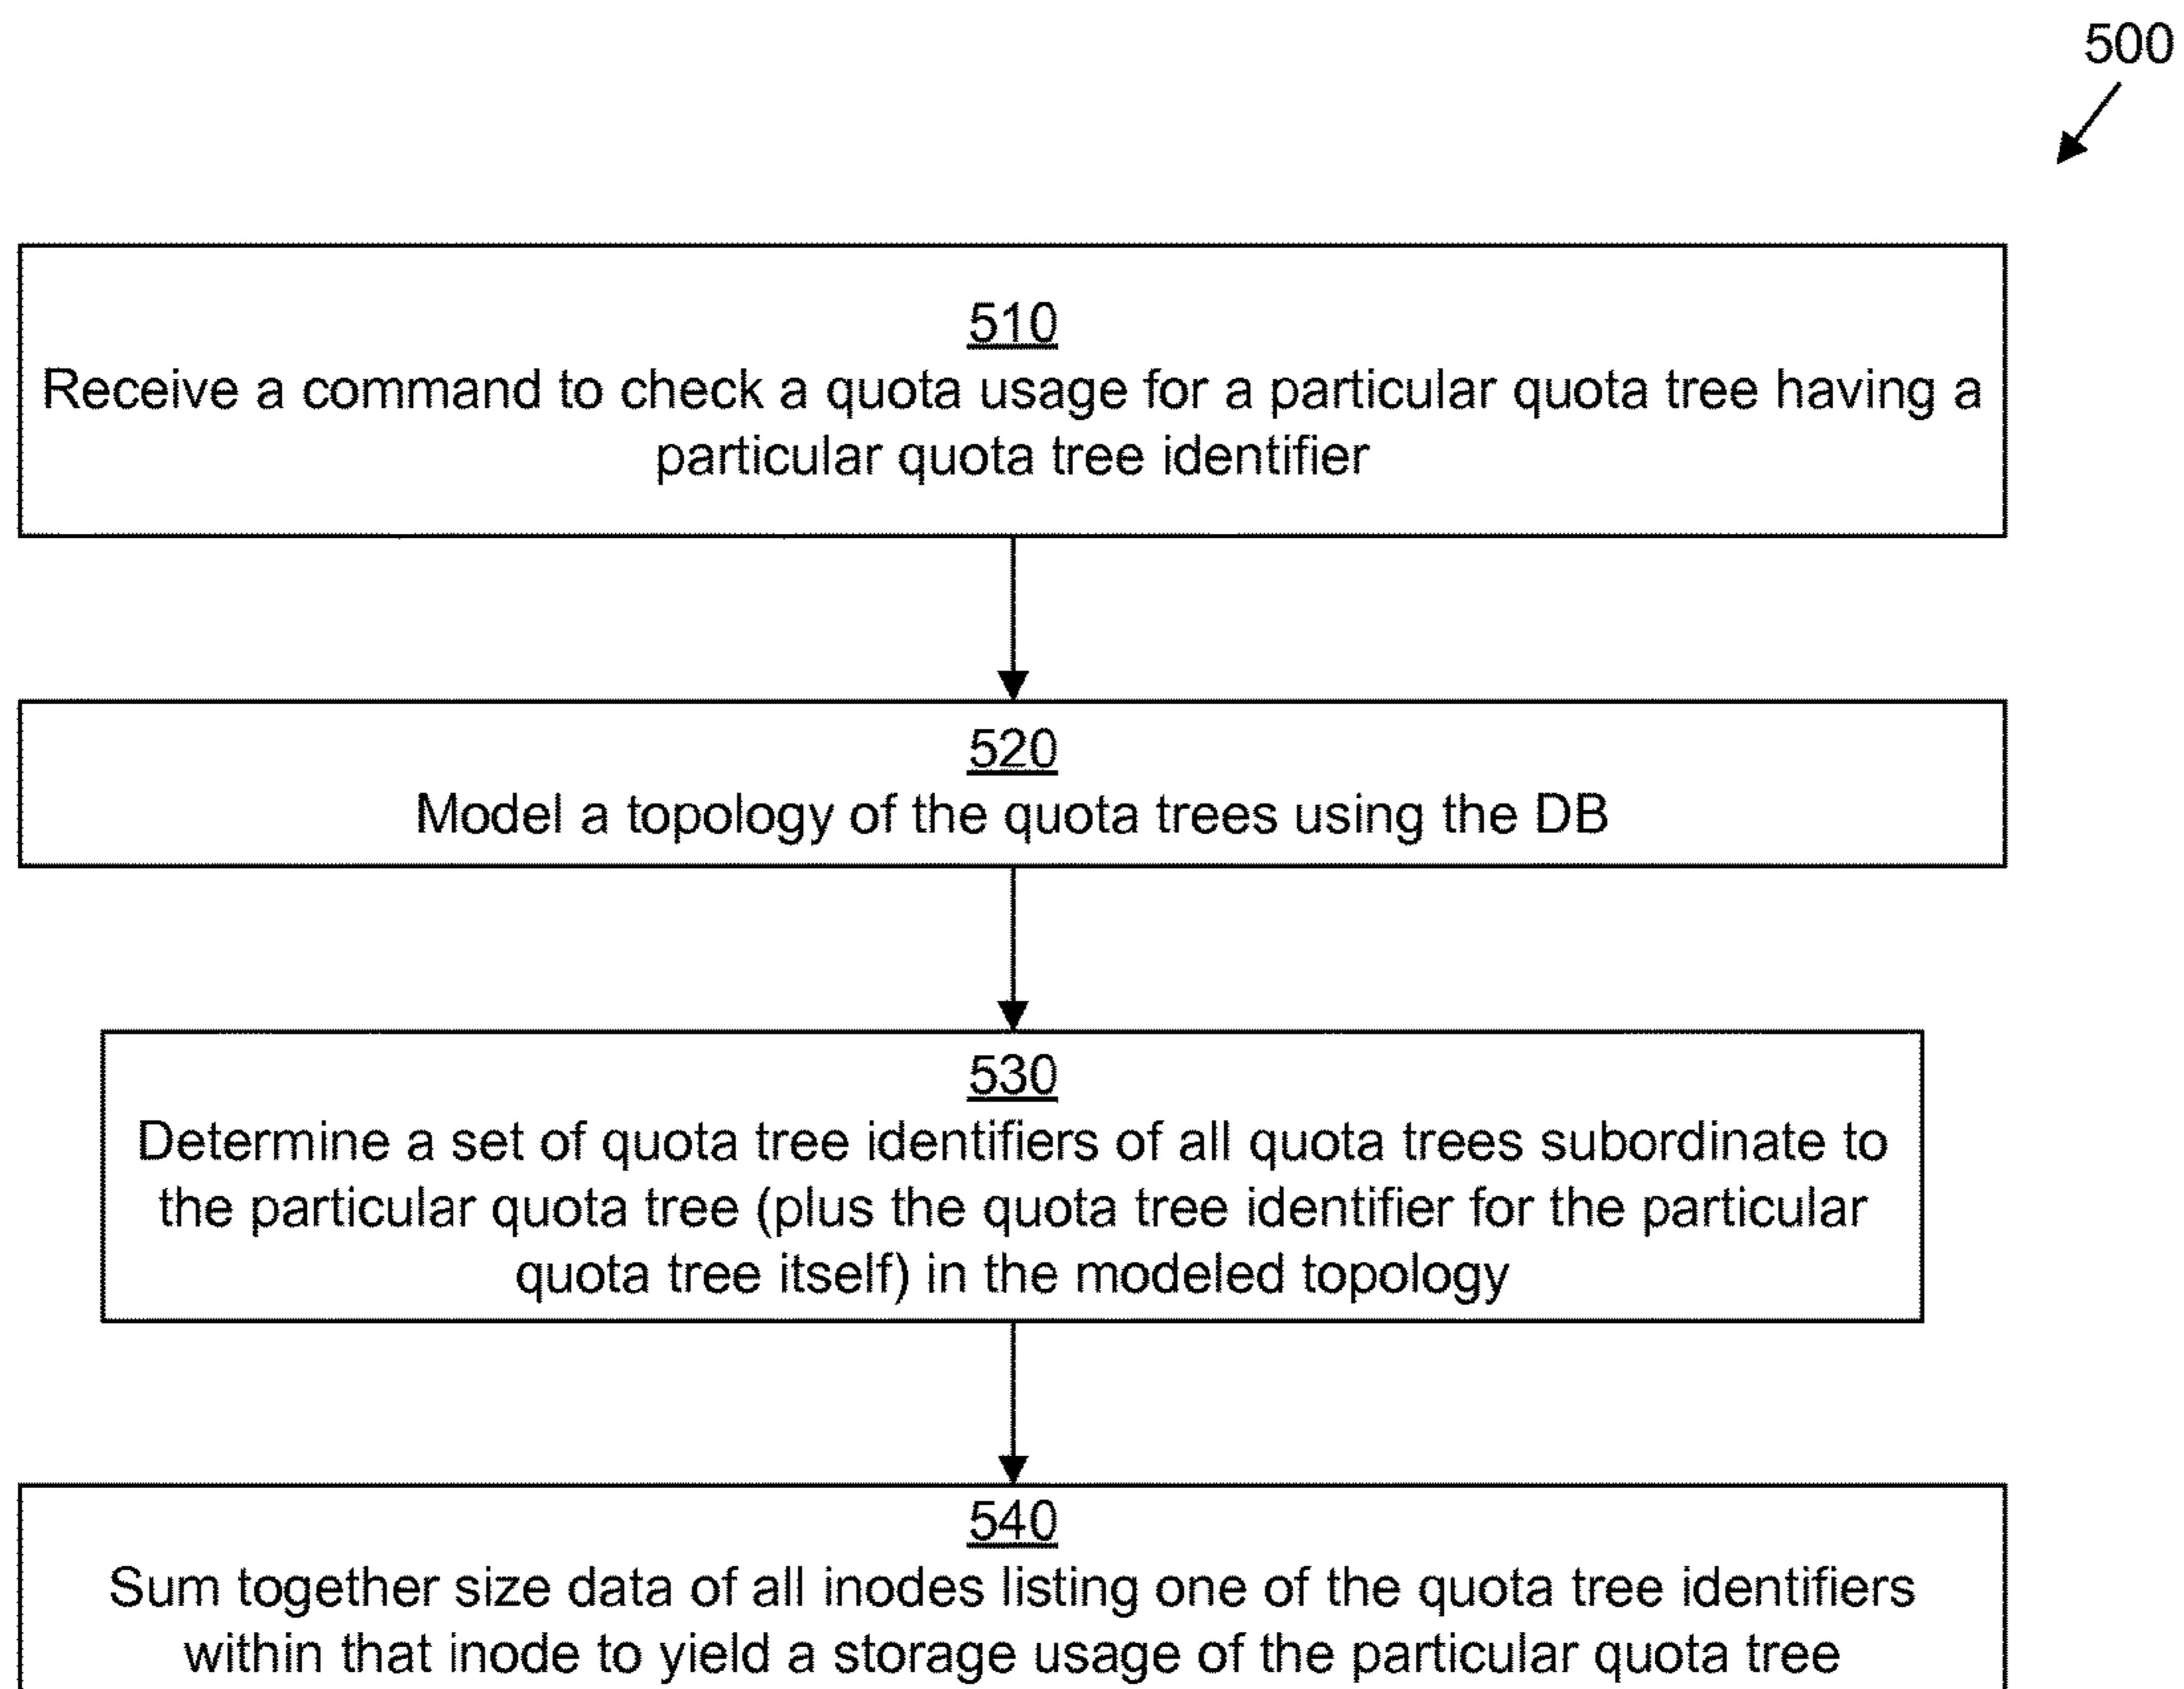 500
510
Receive a command to check a quota usage for a particular quota tree having a
particular quota tree identifier
520
Model a topology of the quota trees using the DB
530
Determine a set of quota tree identifiers of all quota trees subordinate to
the particular quota tree (plus the quota tree identifier for the particular
quota tree itself) in the modeled topology
540
Sum together size data of all inodes listing one of the quota tree identifiers
within that inode to yield a storage usage of the particular quota tree